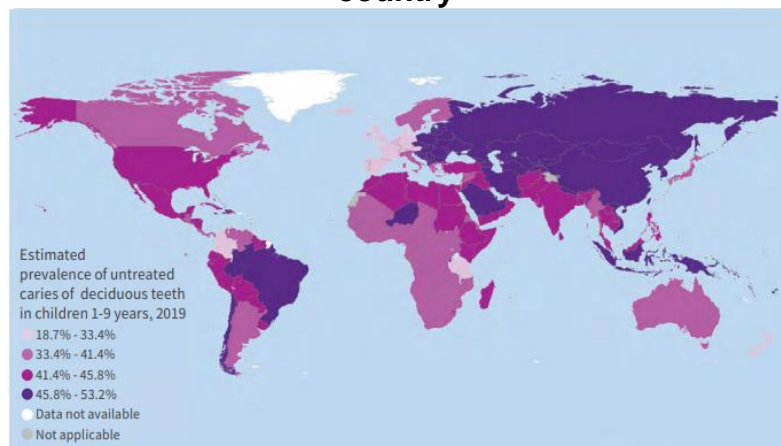 country
Estimated
prevalence of untreated
caries of deciduous teeth
in children 1-9 years, 2019
18.7% - 33.4%
33.4% - 41.4%
41.4% - 45.8%
45.8% - 53.2%
Data not available
Not applicable